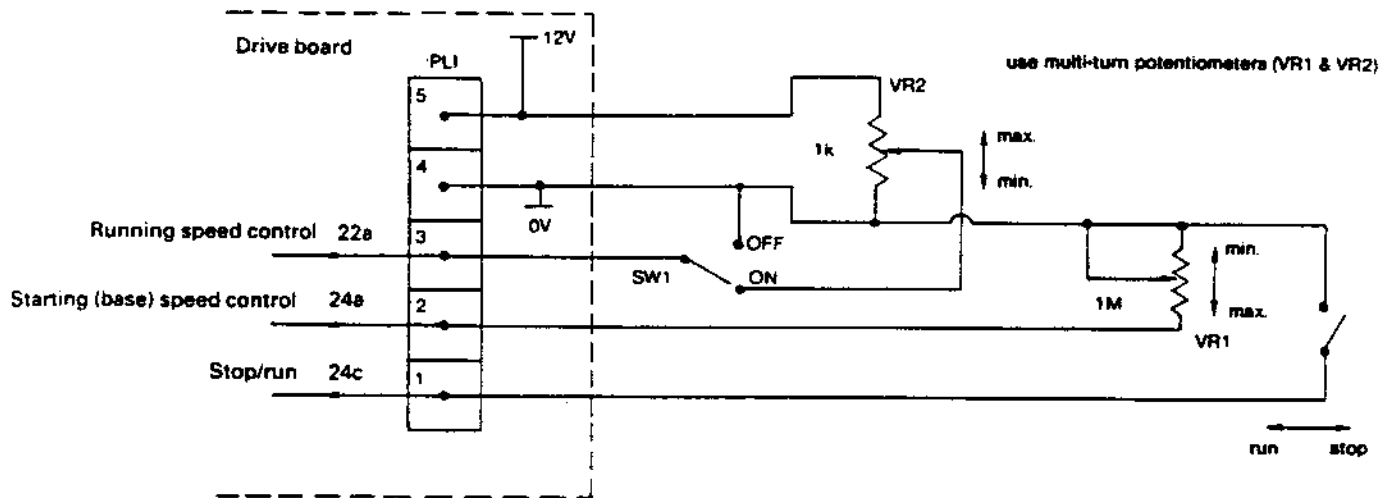 Drive board
12V
PL1
use multi-turn potentiometers (VR1 & VR2)
5
VR2
max.
1k
4
min.
0V
Running speed control 22a
3
OFF
min.
SW1
ON
Starting (base) speed control 24a
2
1M
max.
VR1
Stop/run 24c
1
run
stop